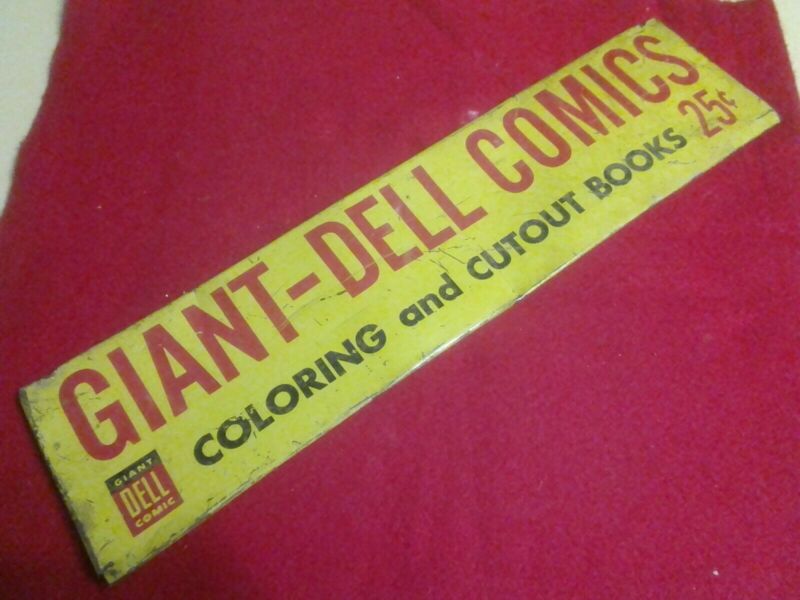 GIANT-DELL COMICS
COLORING and CUTOUT BOOKS 25¢
GIANT
DELL
COMIC